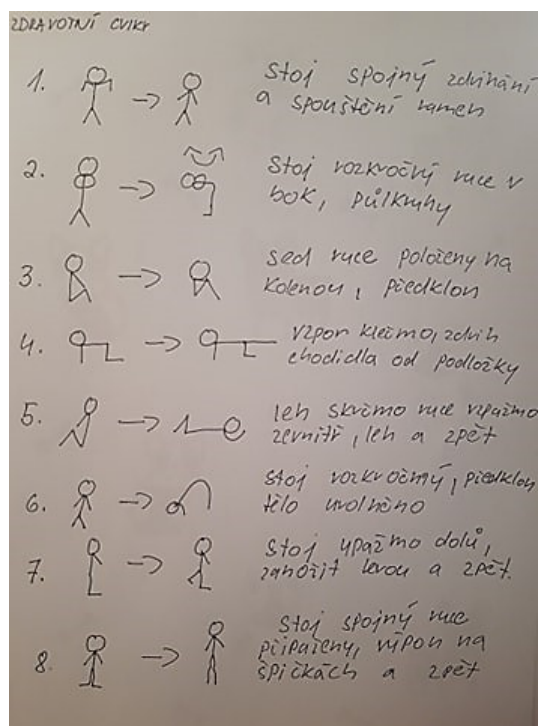 ZDRAVOTNÍ CVIKY
1. stoj spojný zdvihání
a spouštění ramen
2. stoj rozkročný ruce v
bok, půlkruhy
3. sed ruce položeny na
kolenou, předklon
4. vzpor klečmo, zdvih
chodidla od podložky
5. leh skrčmo ruce vzpažmo
zevnitř, leh a zpět
6. stoj rozkročný, předklon
tělo uvolněno
7. stoj upažmo dolů,
zanožit levou a zpět.
8. stoj spojný ruce
připaženy, výpon na
špičkách a zpět